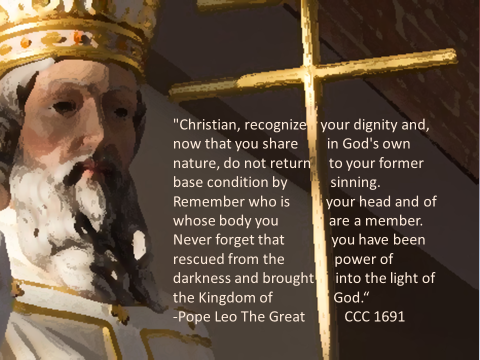 "Christian, recognize your dignity and,
now that you share in God's own
nature, do not return to your former
base condition by sinning.
Remember who is your head and of
whose body you are a member.
Never forget that you have been
rescued from the power of
darkness and brought into the light of
the Kingdom of God.“
-Pope Leo The Great CCC 1691